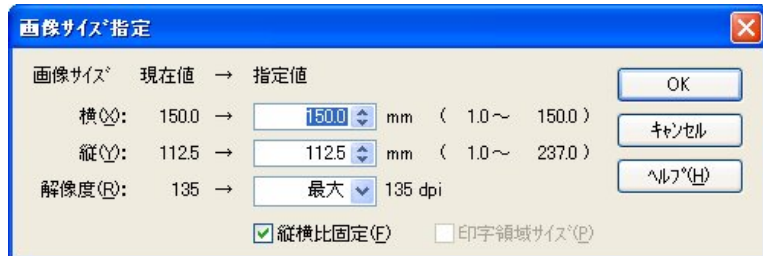 画像ｻｲｽﾞ指定
画像ｻｲｽﾞ 現在値 → 指定値
OK
横(X): 150.0 → 150.0 mm ( 1.0～ 150.0 )
ｷｬﾝｾﾙ
縦(Y): 112.5 → 112.5 mm ( 1.0～ 237.0 )
ﾍﾙﾌﾟ(H)
解像度(R): 135 → 最大 135 dpi
縦横比固定(F) 印字領域ｻｲｽﾞ(P)